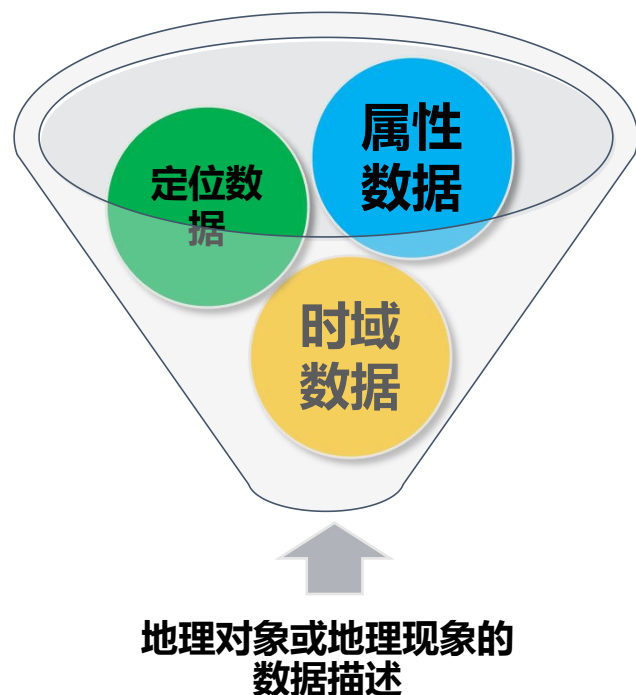 属性
数据
定位数
据
时域
数据
地理对象或地理现象的
数据描述